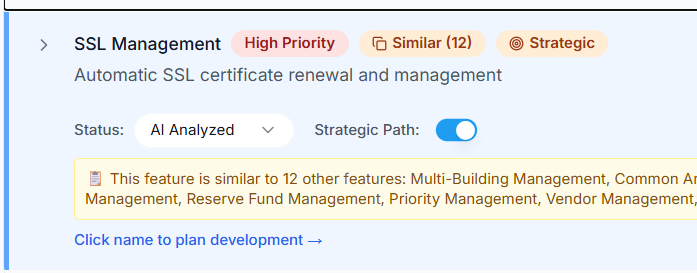 SSL Management High Priority Similar (12) Strategic
Automatic SSL certificate renewal and management
Status: AI Analyzed Strategic Path:
This feature is similar to 12 other features: Multi-Building Management, Common
Management, Reserve Fund Management, Priority Management, Vendor Management,
Click name to plan development →